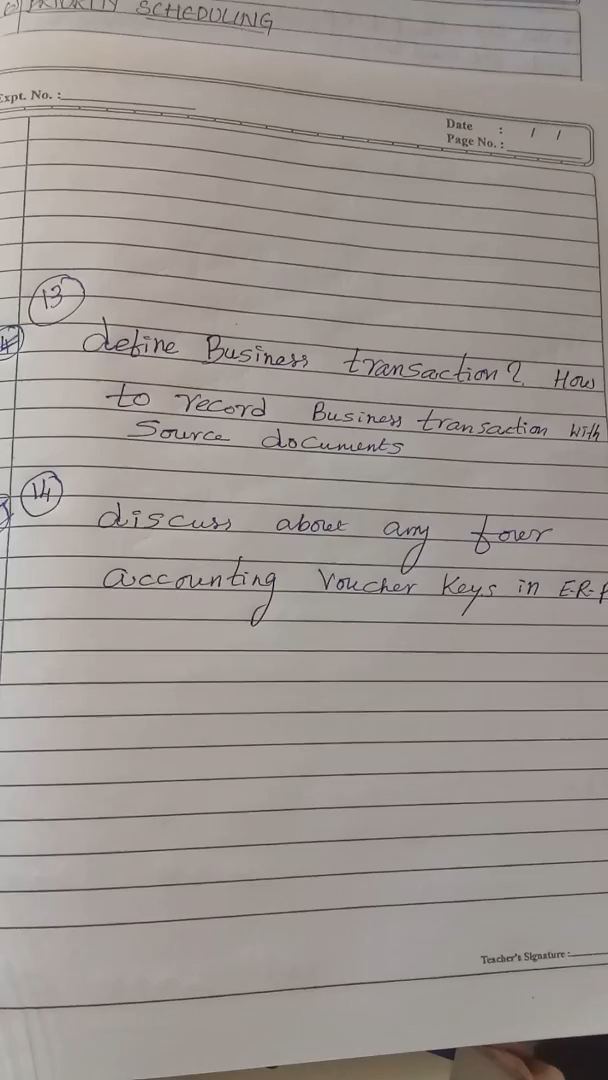 c) PRIORITY SCHEDULING
Expt. No. :
Date : / /
Page No. :
13
define Business transaction? How
to record Business transaction with
Source documents
14
discuss about any four
accounting Voucher Keys in E.R.P
Teacher's Signature :